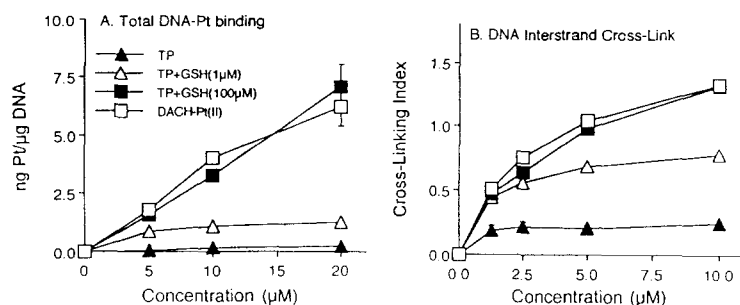 A. Total DNA-Pt binding
10.0
7.5
5.0
2.5
0.0
ng Pt/µg DNA
TP
TP+GSH(1µM)
TP+GSH(100µM)
DACH-Pt(II)
0 5 10 15 20
Concentration (µM)
B. DNA Interstrand Cross-Link
1.5
1.0
0.5
0.0
Cross-Linking Index
0.0 2.5 5.0 7.5 10.0
Concentration (µM)